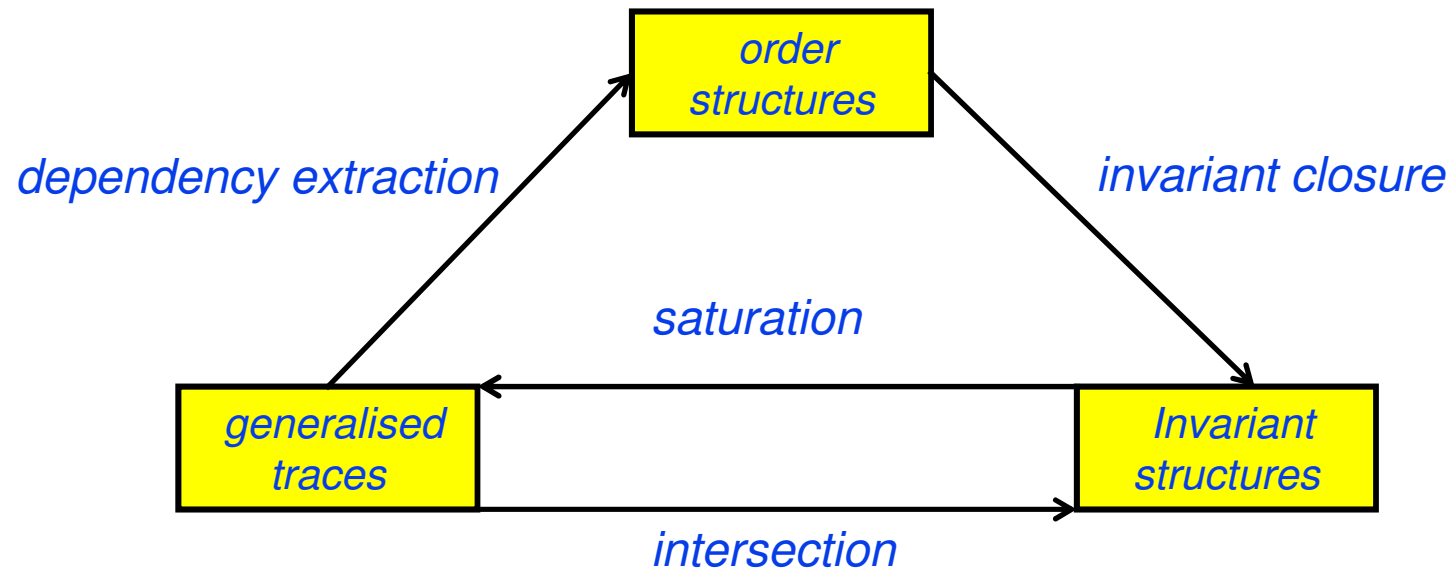 order
structures
dependency extraction
invariant closure
saturation
generalised
traces
Invariant
structures
intersection